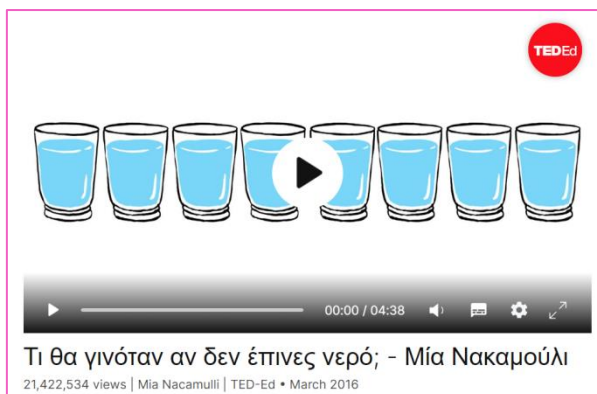 TEDEd
00:00 / 04:38
Τι θα γινόταν αν δεν έπινες νερό; - Μία Νακαμούλι
21,422,534 views | Mia Nacamulli | TED-Ed • March 2016